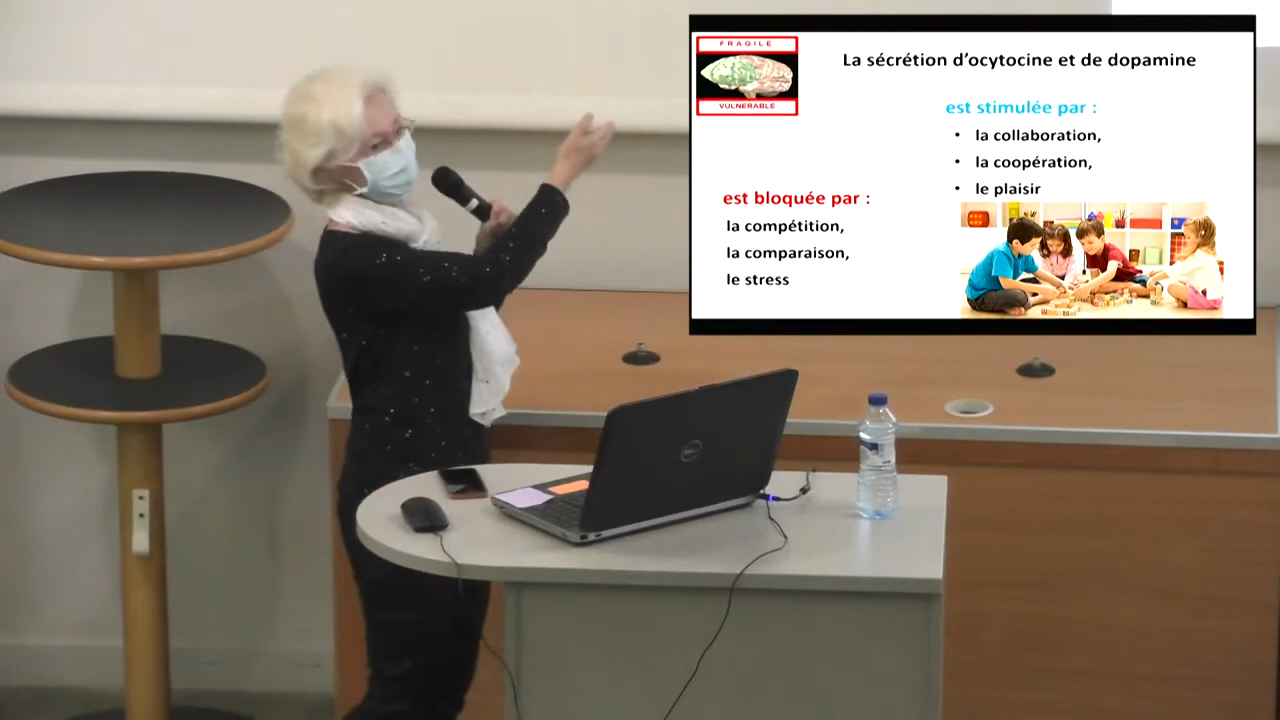 FRAGILE
VULNERABLE
La sécrétion d'ocytocine et de dopamine
est stimulée par :
• la collaboration,
• la coopération,
• le plaisir
est bloquée par :
la compétition,
la comparaison,
le stress
DELL